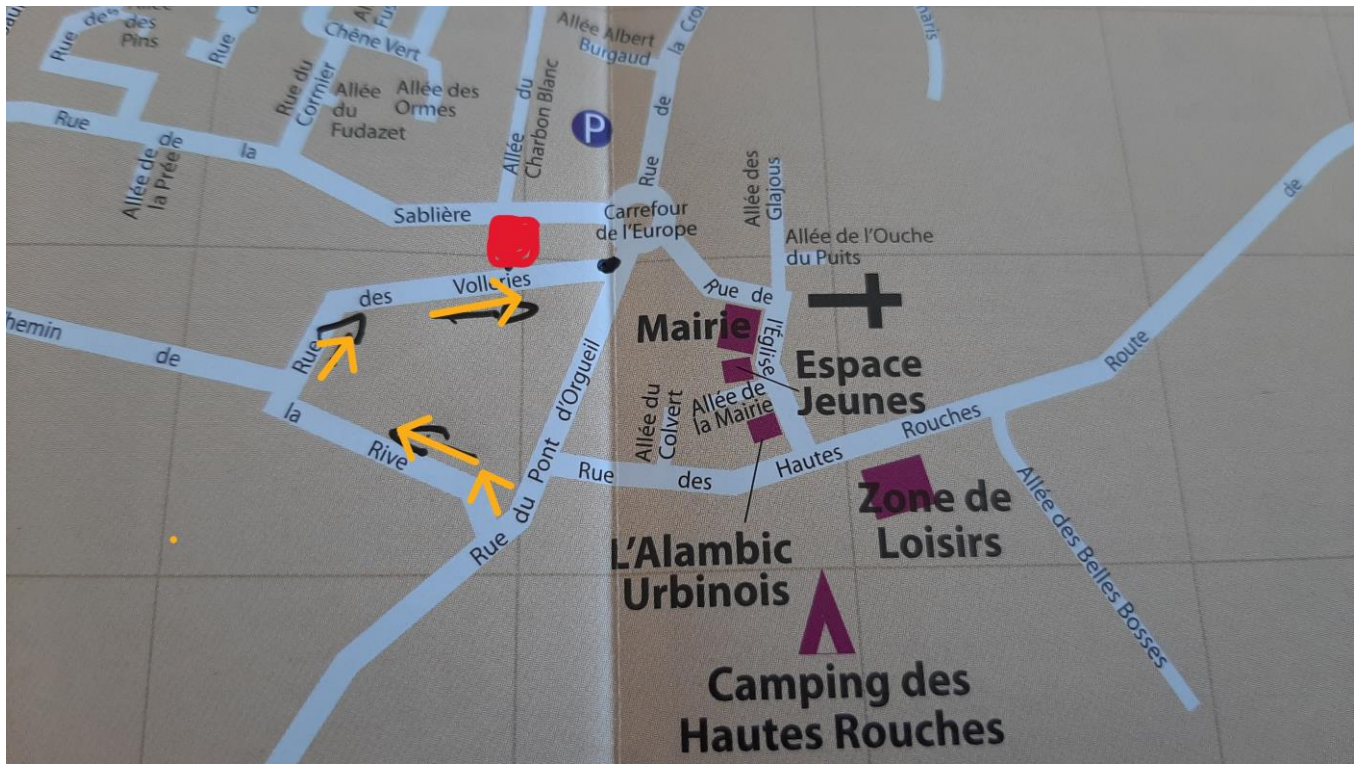 Rue des
des
Pins
Rue
Chêne Vert
Rue du
Cormier
Allée
du
Fudazet
Allée des
Ormes
Allée du
Charbon Blanc
Allée Albert
Burgaud
P
Rue de la
Rue de la
Sablière
Allée de
la Prée
Carrefour
de l'Europe
Allée des
Glajous
Allée de l'Ouche
du Puits
Rue des Volleries
Rue de l'Église
Mairie
Espace
Jeunes
Chemin de la Rive
Rue du Pont d'Orgueil
Allée du
Colvert
Allée de
la Mairie
Rue des Hautes Rouches
Route de
Zone de
Loisirs
L'Alambic
Urbinois
Allée des Belles Bosses
Camping des
Hautes Rouches